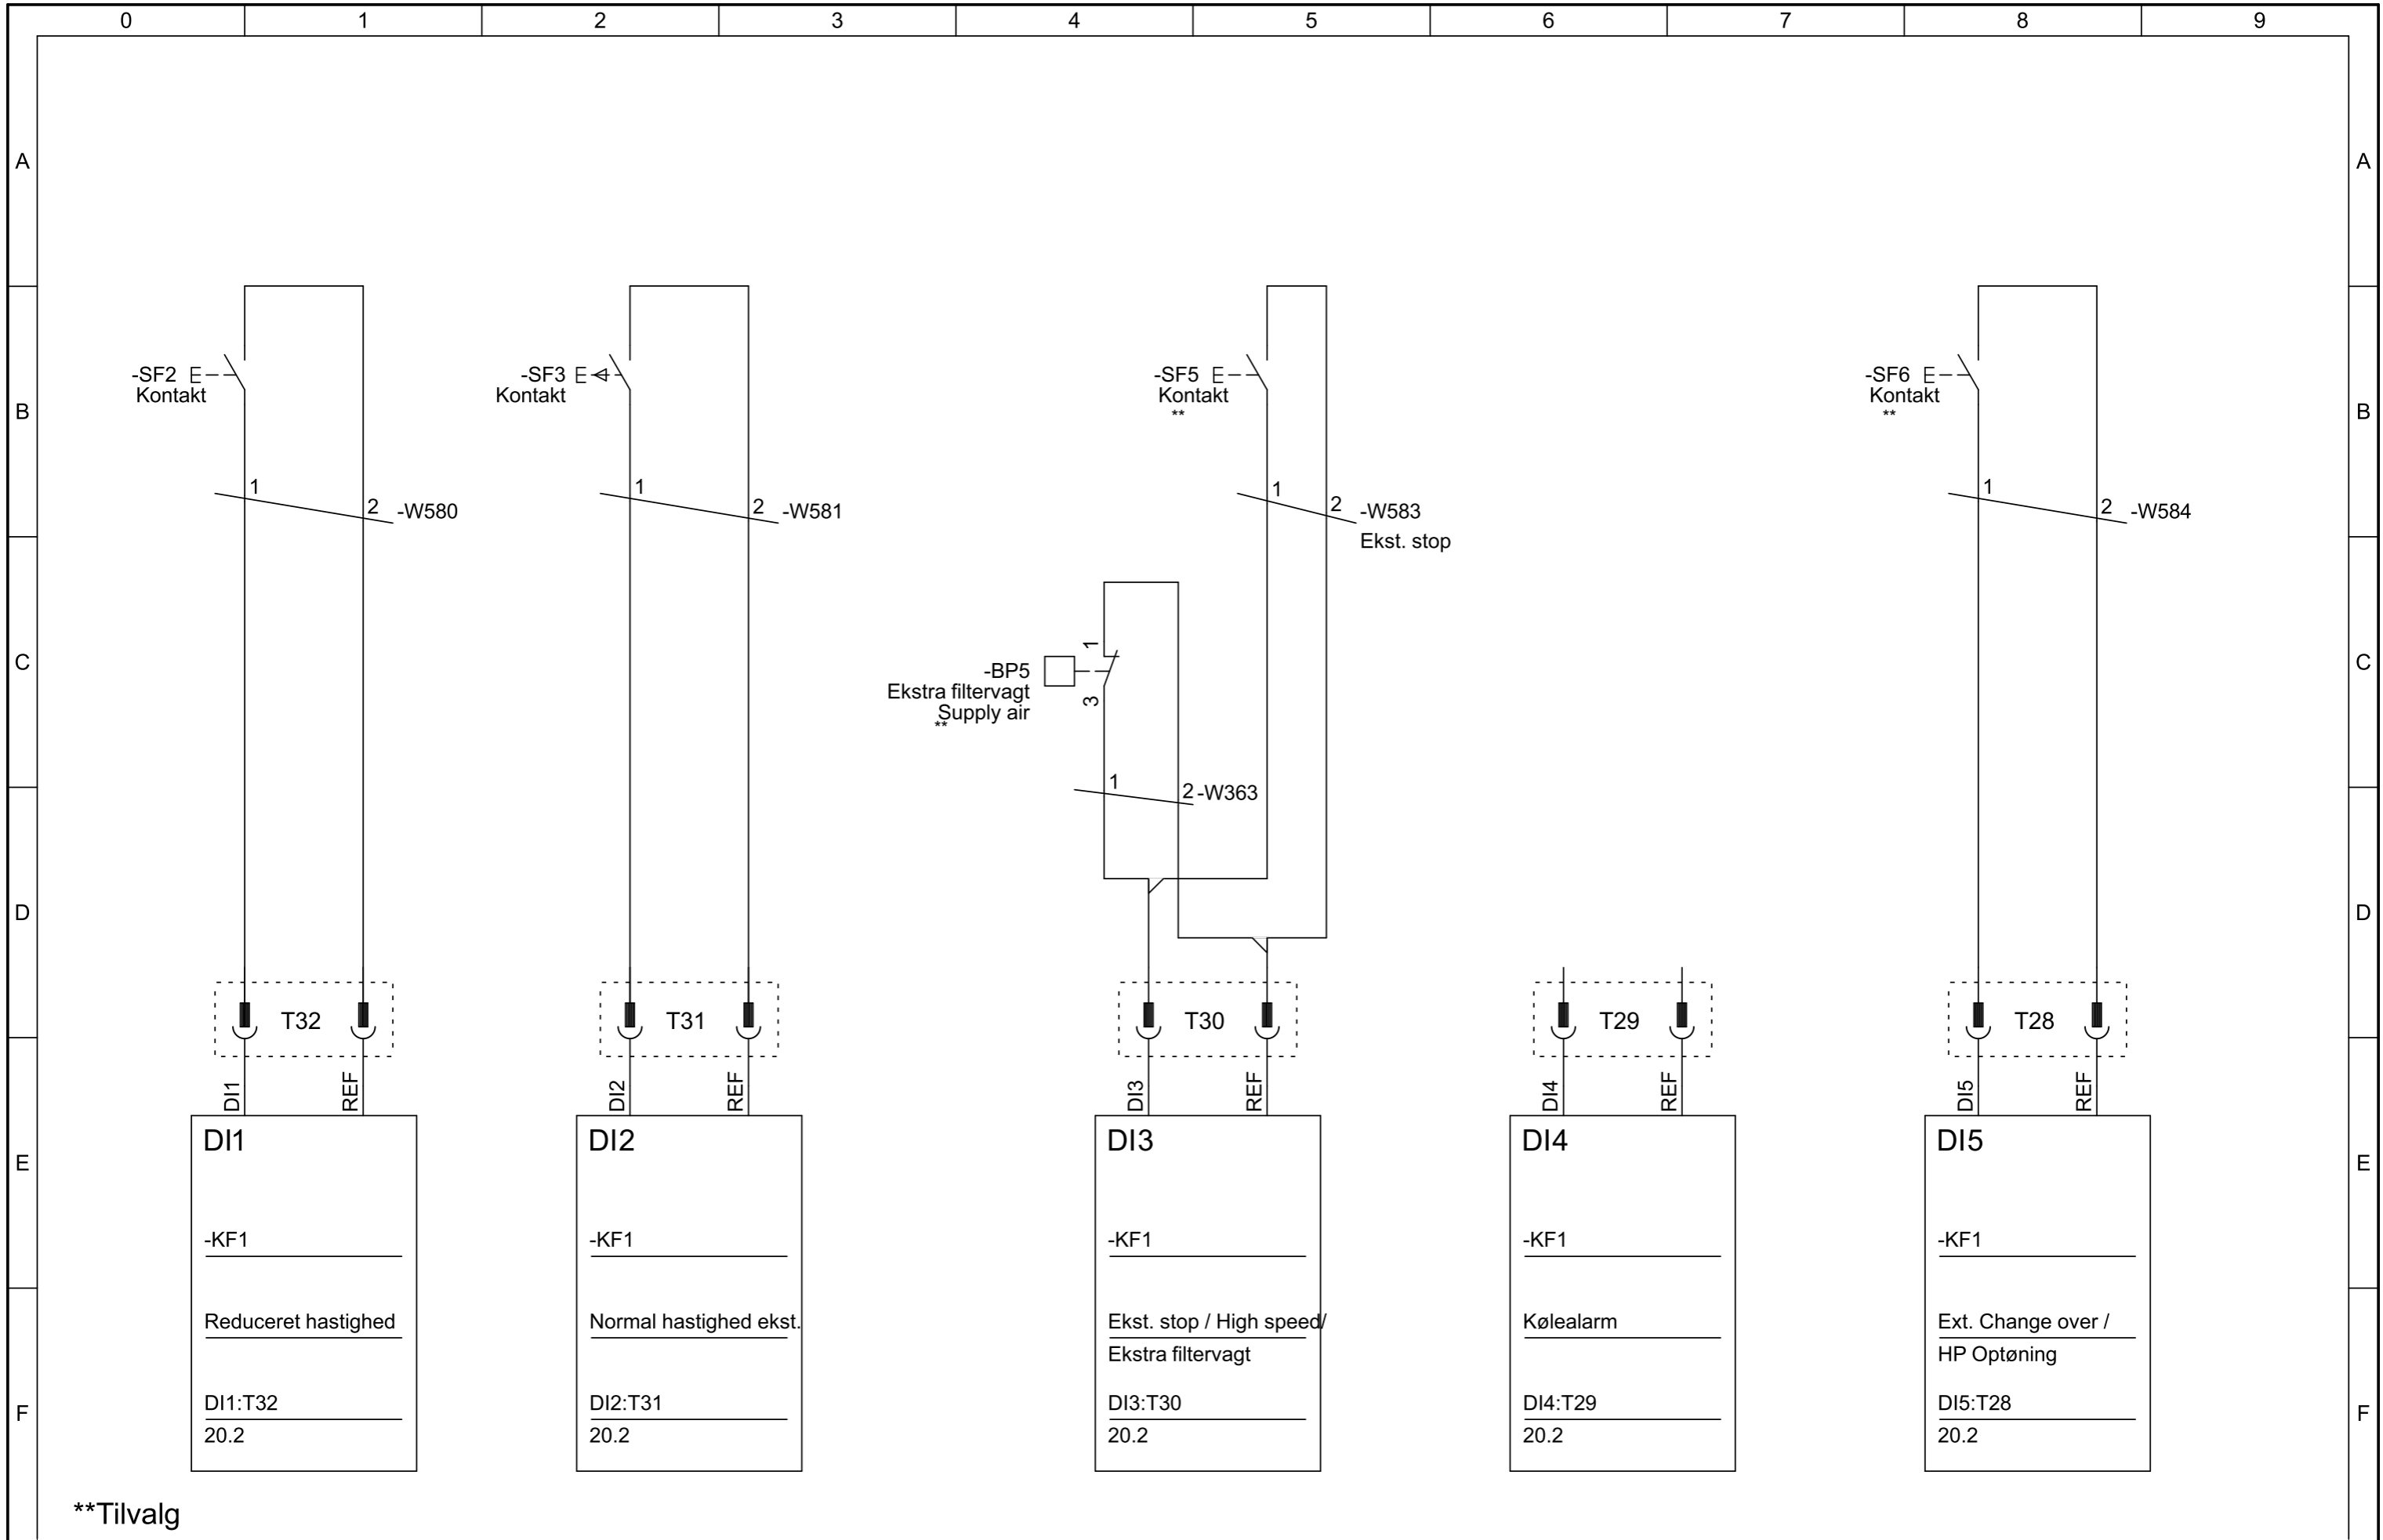 0 1 2 3 4 5 6 7 8 9
A A
-SF2
Kontakt
-SF3
Kontakt
-SF5
Kontakt
**
-SF6
Kontakt
**
B B
1 2 -W580
1 2 -W581
1 2 -W583
Ekst. stop
1 2 -W584
C C
-BP5
Ekstra filtervagt
Supply air
**
1
3
1 2 -W363
D D
T32 T31 T30 T29 T28
DI1 REF DI2 REF DI3 REF DI4 REF DI5 REF
E E
DI1
-KF1
Reduceret hastighed
DI1:T32
20.2
DI2
-KF1
Normal hastighed ekst.
DI2:T31
20.2
DI3
-KF1
Ekst. stop / High speed/
Ekstra filtervagt
DI3:T30
20.2
DI4
-KF1
Kølealarm
DI4:T29
20.2
DI5
-KF1
Ext. Change over /
HP Optøning
DI5:T28
20.2
F F
**Tilvalg